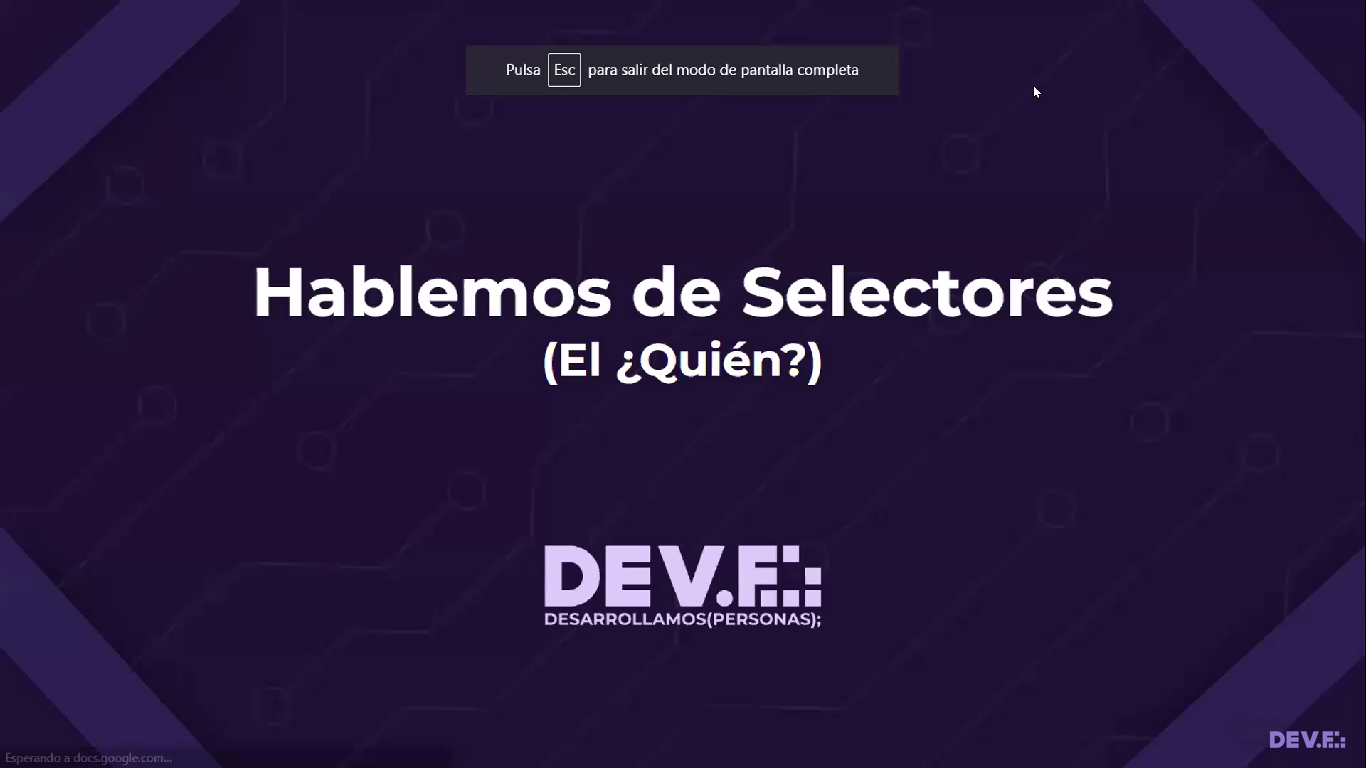 Pulsa Esc para salir del modo de pantalla completa
Hablemos de Selectores
(El ¿Quién?)
DEV.F.:
DESARROLLAMOS(PERSONAS);
Esperando a docs.google.com...
DEV.F.: